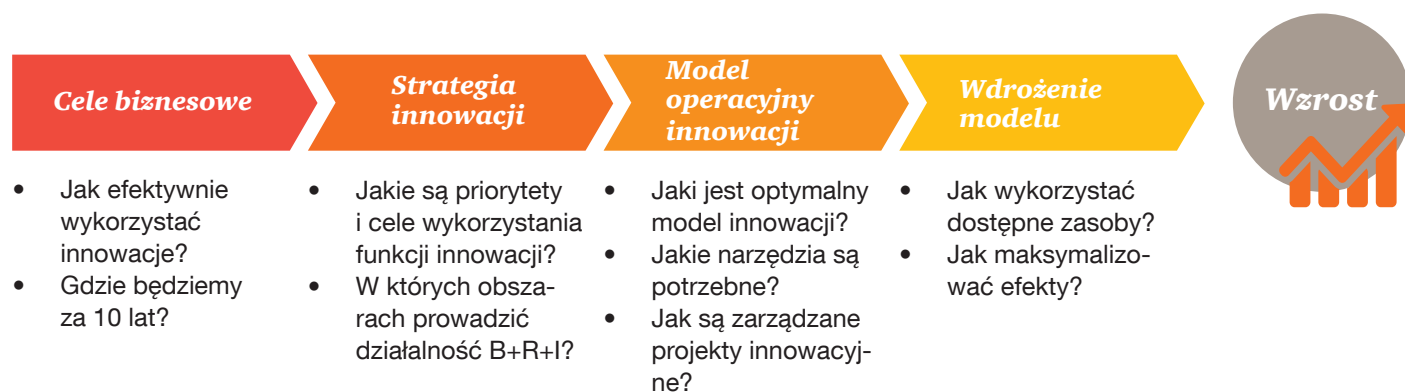 Cele biznesowe
Strategia
innowacji
Model
operacyjny
innowacji
Wdrożenie
modelu
Wzrost
• Jak efektywnie
wykorzystać
innowacje?
• Gdzie będziemy
za 10 lat?
• Jakie są priorytety
i cele wykorzystania
funkcji innowacji?
• W których obsza-
rach prowadzić
działalność B+R+I?
• Jaki jest optymalny
model innowacji?
• Jakie narzędzia są
potrzebne?
• Jak są zarządzane
projekty innowacyj-
ne?
• Jak wykorzystać
dostępne zasoby?
• Jak maksymalizo-
wać efekty?